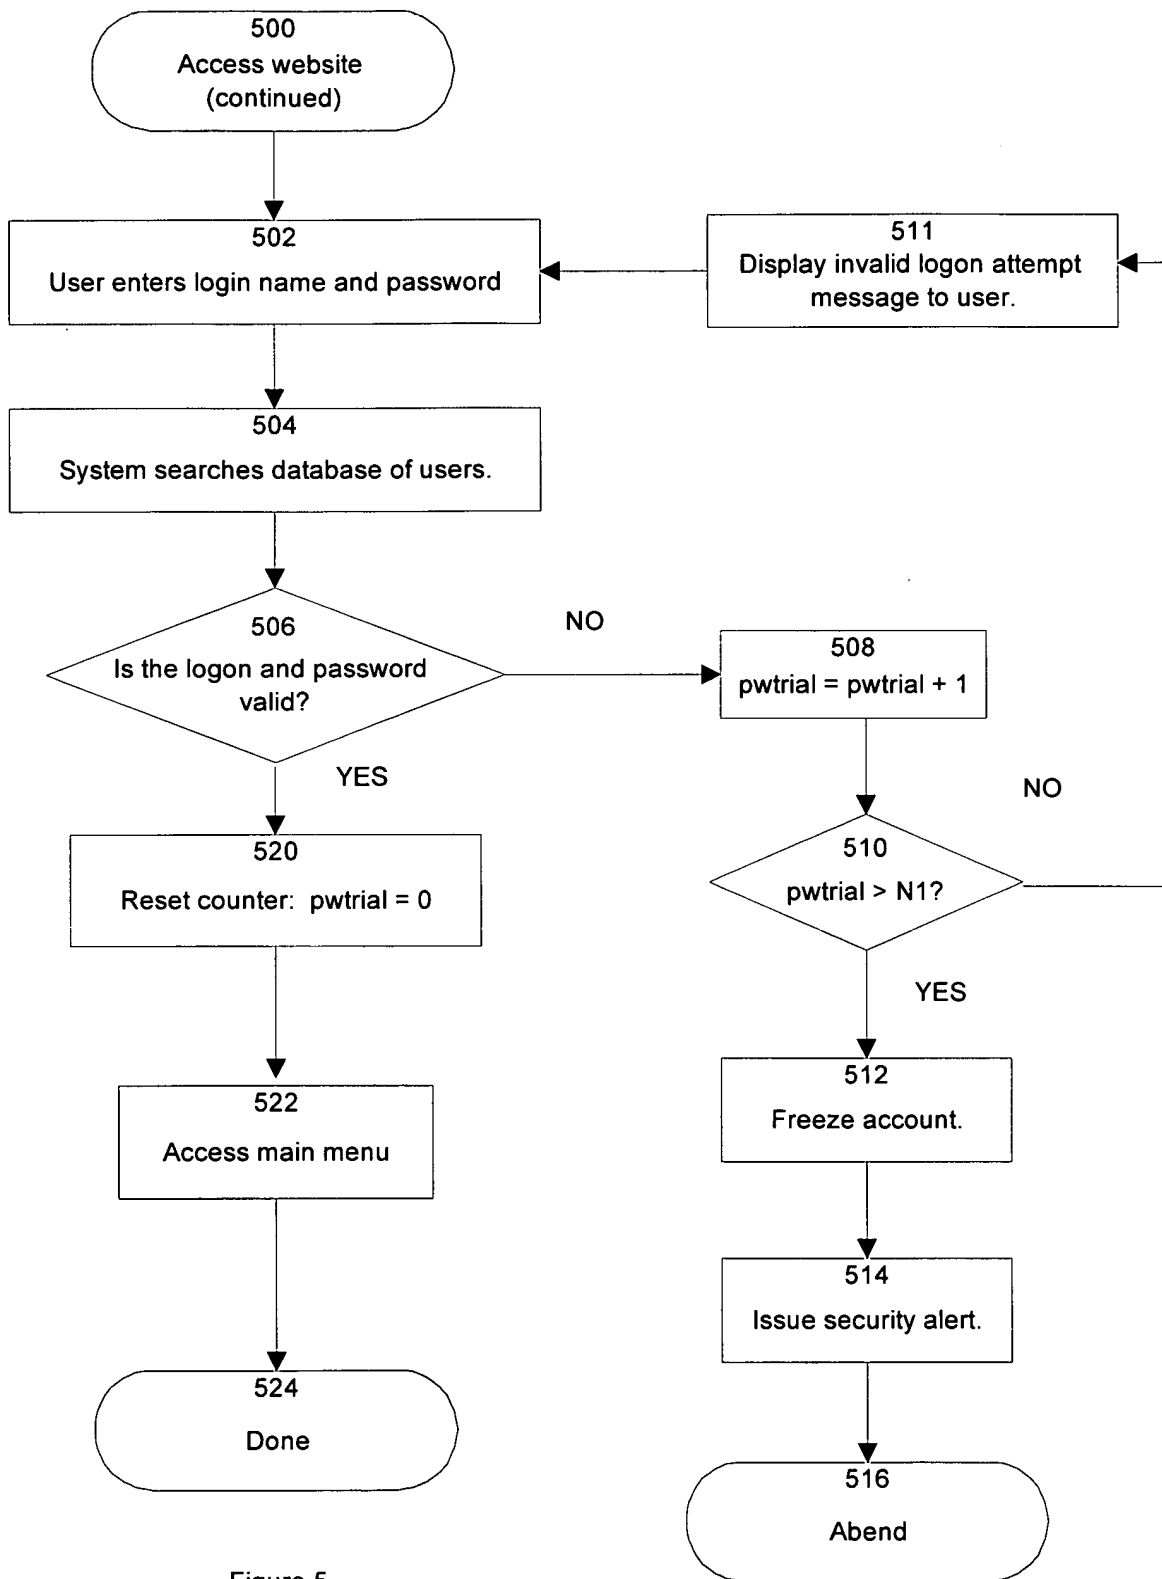 500
Access website
(continued)
502
User enters login name and password
511
Display invalid logon attempt
message to user.
504
System searches database of users.
506
Is the logon and password
valid?
NO
508
pwtrial = pwtrial + 1
YES
NO
520
Reset counter: pwtrial = 0
510
pwtrial > N1?
YES
522
Access main menu
512
Freeze account.
514
Issue security alert.
524
Done
516
Abend
Figure 5